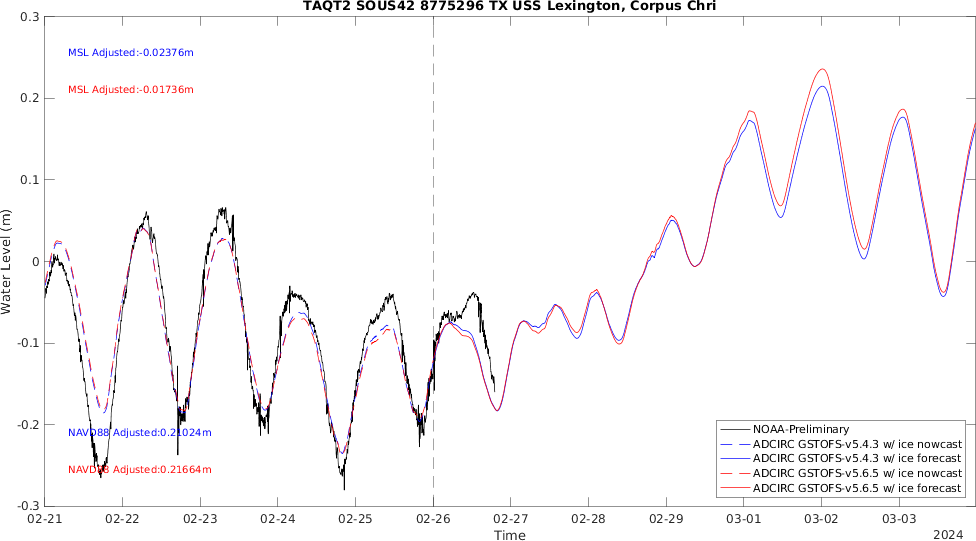 TAQT2 SOUS42 8775296 TX USS Lexington, Corpus Chri
0.3
MSL Adjusted:-0.02376m
MSL Adjusted:-0.01736m
0.2
0.1
Water Level (m)
0
-0.1
-0.2
NAVD88 Adjusted:0.21024m
NAVD88 Adjusted:0.21664m
-0.3
NOAA-Preliminary
ADCIRC GSTOFS-v5.4.3 w/ ice nowcast
ADCIRC GSTOFS-v5.4.3 w/ ice forecast
ADCIRC GSTOFS-v5.6.5 w/ ice nowcast
ADCIRC GSTOFS-v5.6.5 w/ ice forecast
02-21 02-22 02-23 02-24 02-25 02-26 02-27 02-28 02-29 03-01 03-02 03-03
Time
2024